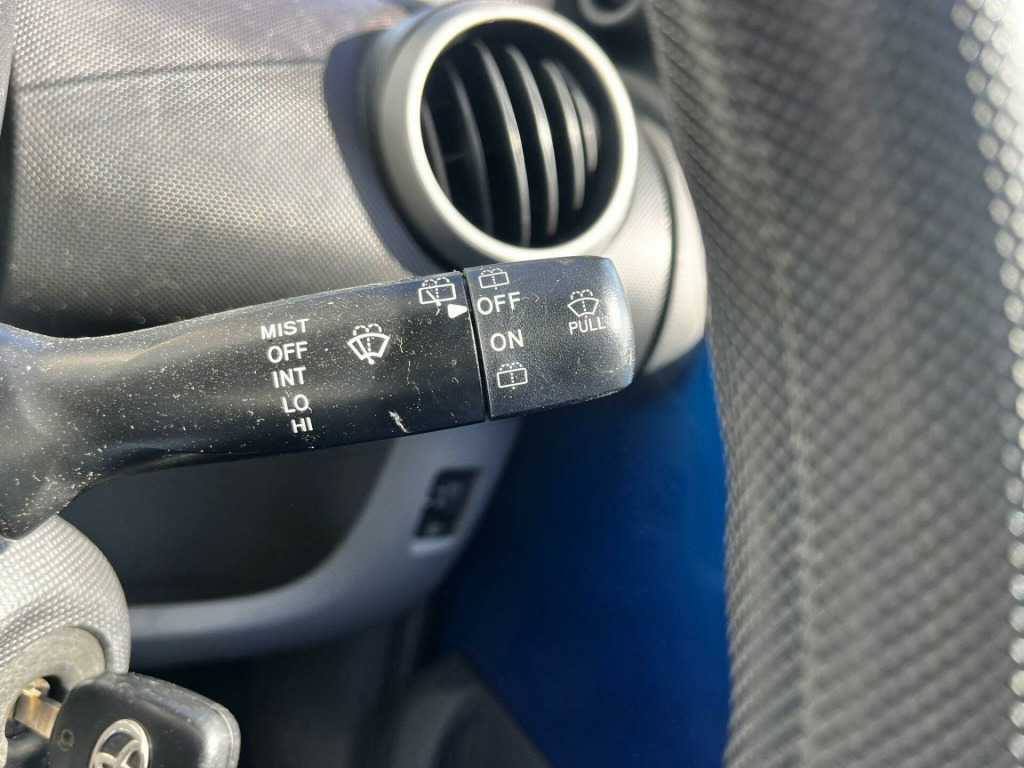 MIST
OFF
INT
LO
HI
OFF
ON
PULL